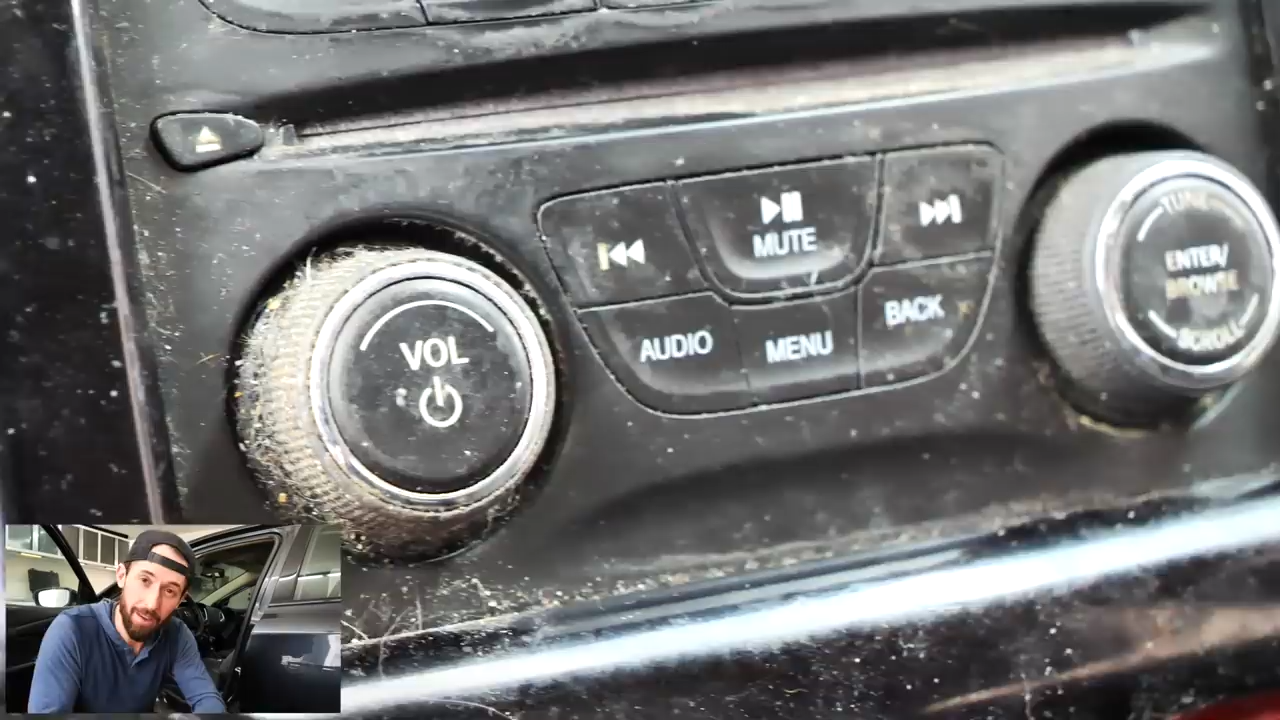 MUTE
AUDIO
MENU
BACK
VOL
TUNE
ENTER/
BROWSE
SCROLL